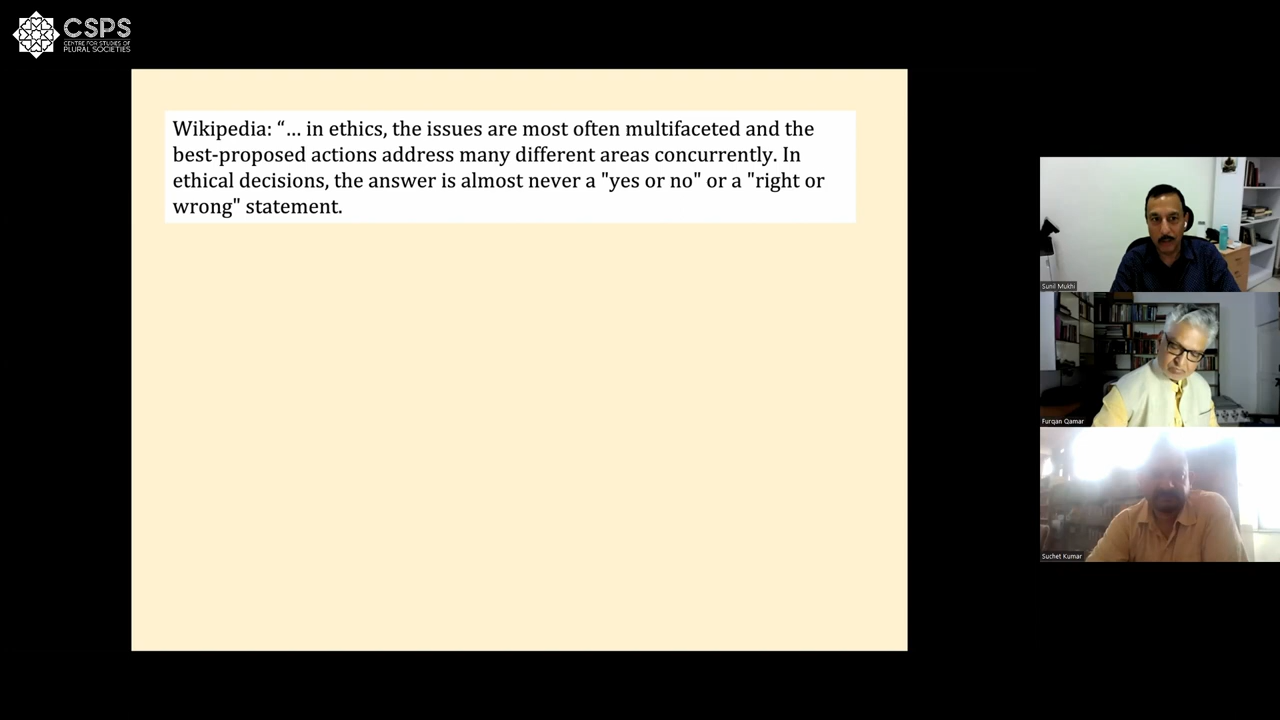 CSPS
CENTRE FOR STUDIES OF
PLURAL SOCIETIES
Wikipedia: “… in ethics, the issues are most often multifaceted and the
best-proposed actions address many different areas concurrently. In
ethical decisions, the answer is almost never a "yes or no" or a "right or
wrong" statement.
Sunil Mukhi
Furqan Qamar
Suchet Kumar